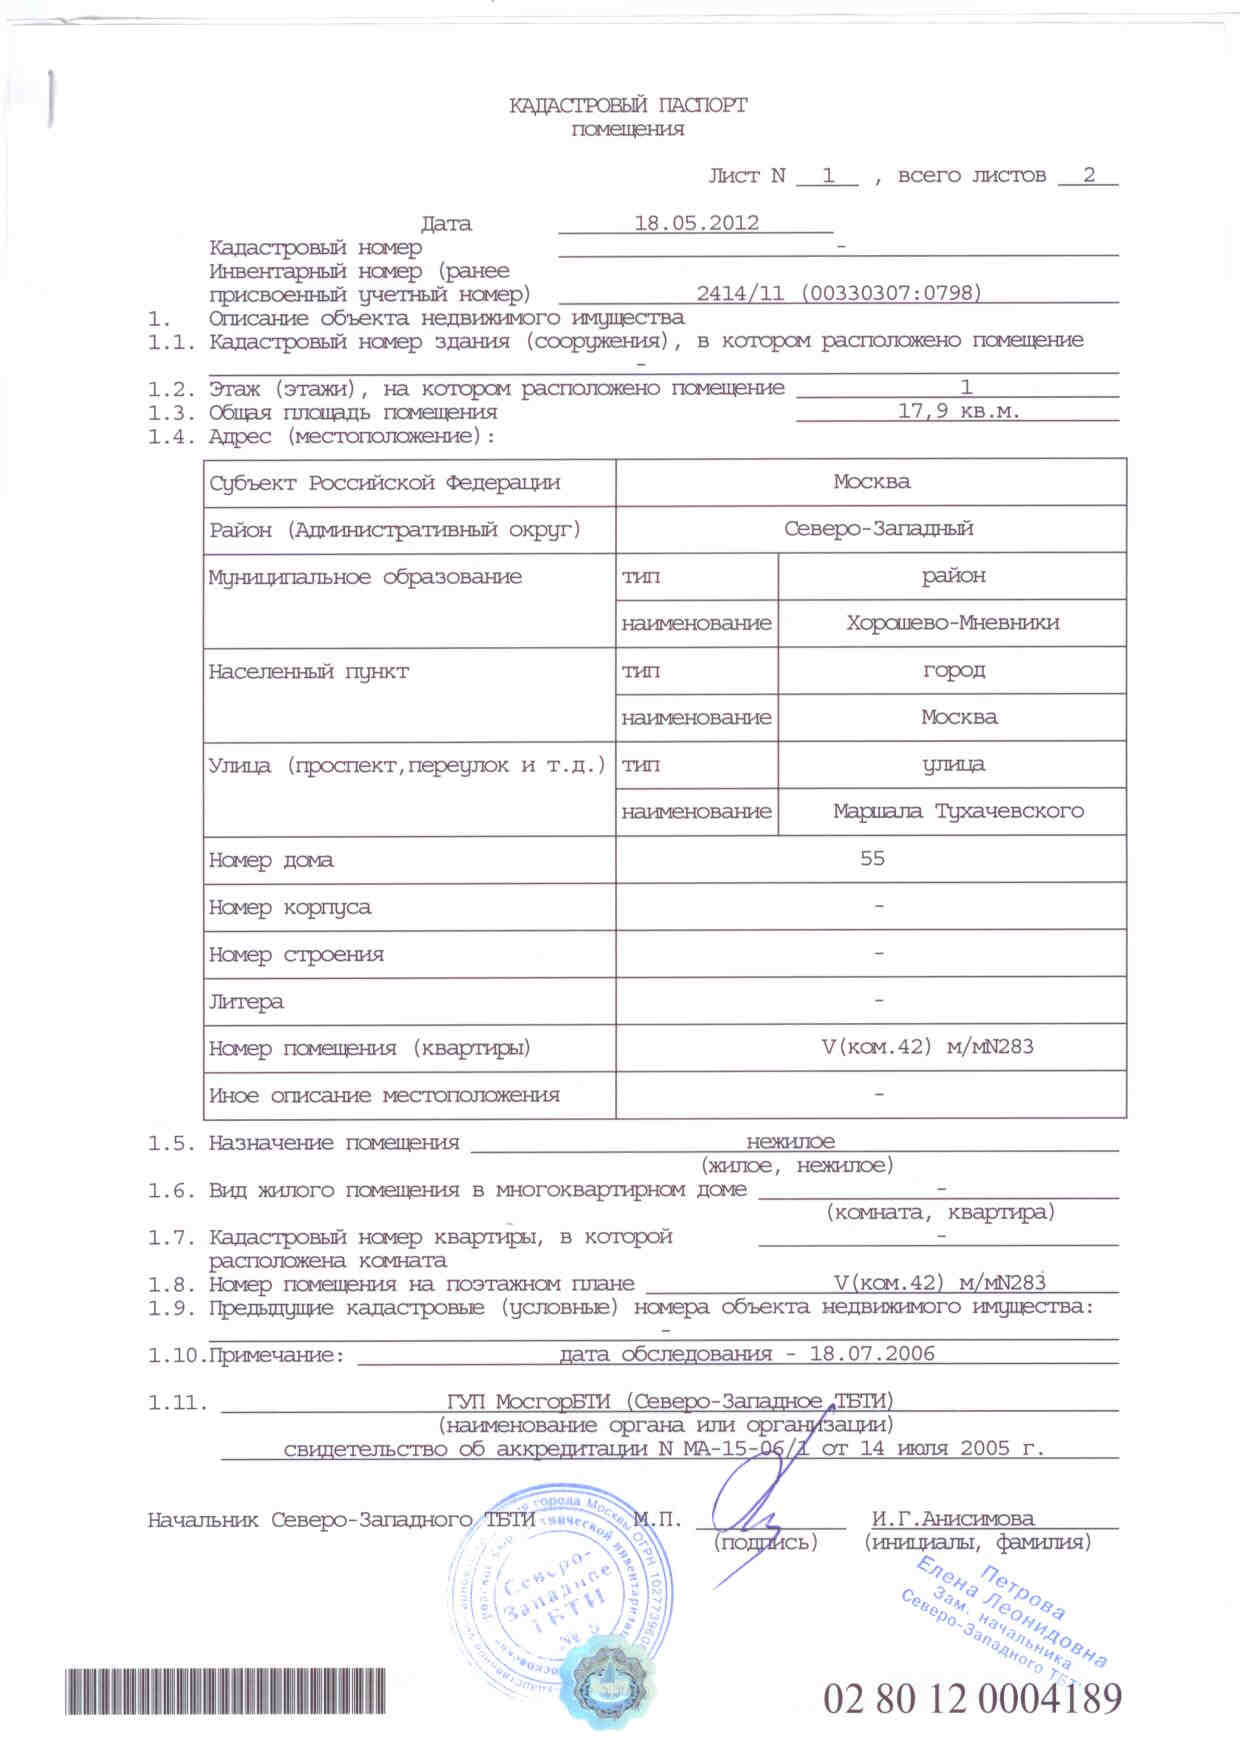 КАДАСТРОВЫЙ ПАСПОРТ
помещения
Лист N 1 , всего листов 2
Дата 18.05.2012
Кадастровый номер -
Инвентарный номер (ранее
присвоенный учетный номер) 2414/11 (00330307:0798)
1. Описание объекта недвижимого имущества
1.1. Кадастровый номер здания (сооружения), в котором расположено помещение
-
1.2. Этаж (этажи), на котором расположено помещение 1
1.3. Общая площадь помещения 17,9 кв.м.
1.4. Адрес (местоположение):
Субъект Российской Федерации Москва
Район (Административный округ) Северо-Западный
Муниципальное образование тип район
наименование Хорошево-Мневники
Населенный пункт тип город
наименование Москва
Улица (проспект,переулок и т.д.) тип улица
наименование Маршала Тухачевского
Номер дома 55
Номер корпуса -
Номер строения -
Литера -
Номер помещения (квартиры) V(ком.42) м/мN283
Иное описание местоположения -
1.5. Назначение помещения нежилое
(жилое, нежилое)
1.6. Вид жилого помещения в многоквартирном доме -
(комната, квартира)
1.7. Кадастровый номер квартиры, в которой -
расположена комната
1.8. Номер помещения на поэтажном плане V(ком.42) м/мN283
1.9. Предыдущие кадастровые (условные) номера объекта недвижимого имущества:
-
1.10.Примечание: дата обследования - 18.07.2006
1.11. ГУП МосгорБТИ (Северо-Западное ТБТИ)
(наименование органа или организации)
свидетельство об аккредитации N МА-15-06/1 от 14 июля 2005 г.
Начальник Северо-Западного ТБТИ М.П. И.Г.Анисимова
(подпись) (инициалы, фамилия)
города Москвы ОГРН
Северо-
Западное
ТБТИ
Петрова
Елена Леонидовна
Зам. начальника
Северо-Западного ТБТ
02 80 12 0004189